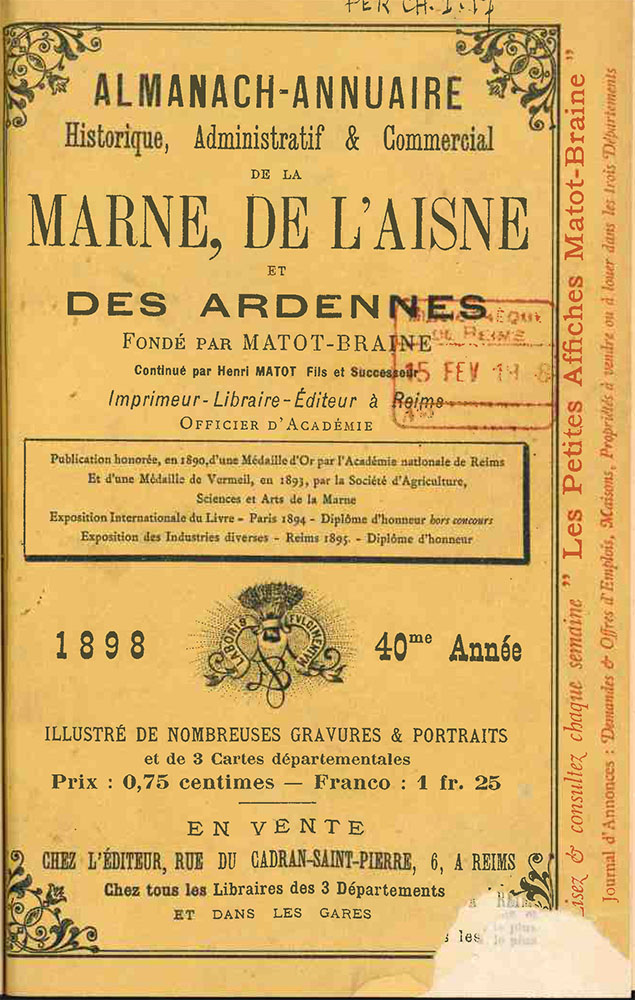 PER CH. I. 17
ALMANACH-ANNUAIRE
Historique, Administratif & Commercial
DE LA
MARNE, DE L'AISNE
ET
DES ARDENNES
FONDÉ PAR MATOT-BRAINE
Continué par Henri MATOT Fils et Successeur
Imprimeur-Libraire-Éditeur à Reims
OFFICIER D'ACADÉMIE
DE REIMS
15 FEV
Publication honorée, en 1890, d'une Médaille d'Or par l'Académie nationale de Reims
Et d'une Médaille de Vermeil, en 1893, par la Société d'Agriculture,
Sciences et Arts de la Marne
Exposition Internationale du Livre - Paris 1894 - Diplôme d'honneur hors concours
Exposition des Industries diverses - Reims 1895. - Diplôme d'honneur
LABORIS
1898
40me Année
ILLUSTRÉ DE NOMBREUSES GRAVURES & PORTRAITS
et de 3 Cartes départementales
Prix : 0,75 centimes — Franco : 1 fr. 25
EN VENTE
CHEZ L'ÉDITEUR, RUE DU CADRAN-SAINT-PIERRE, 6, A REIMS
Chez tous les Libraires des 3 Départements
ET DANS LES GARES
les
Lisez & consultez chaque semaine " Les Petites Affiches Matot-Braine "
Journal d'Annonces : Demandes & Offres d'Emplois, Maisons, Propriétés à vendre ou à louer dans les trois Départements